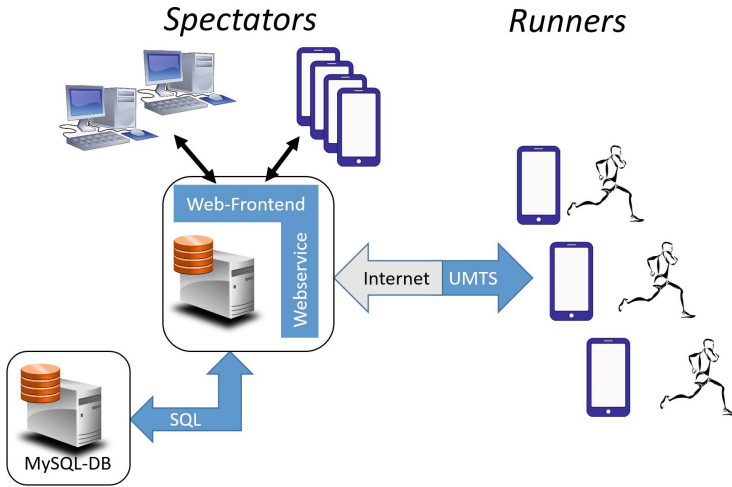 Spectators
Runners
Web-Frontend
Webservice
Internet
UMTS
SQL
MySQL-DB